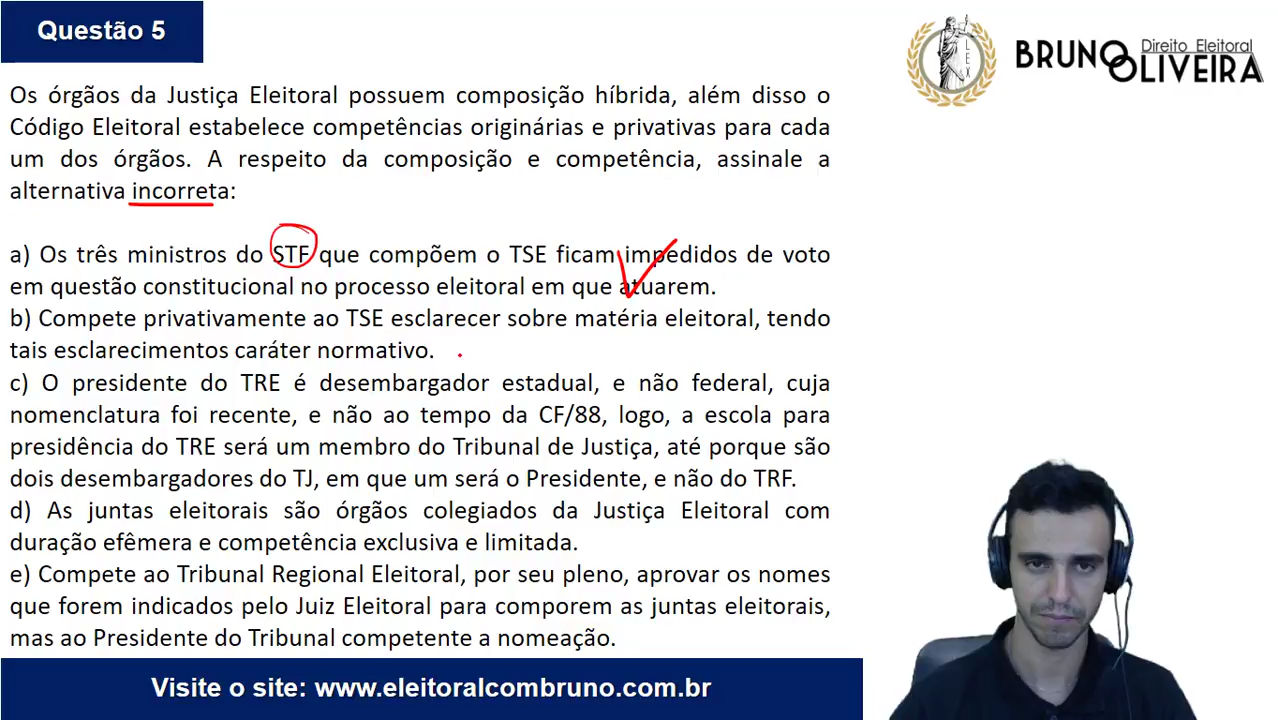 Questão 5
LEX
BRUNO Direito Eleitoral
OLIVEIRA
Os órgãos da Justiça Eleitoral possuem composição híbrida, além disso o
Código Eleitoral estabelece competências originárias e privativas para cada
um dos órgãos. A respeito da composição e competência, assinale a
alternativa incorreta:
a) Os três ministros do STF que compõem o TSE ficam impedidos de voto
em questão constitucional no processo eleitoral em que atuarem.
b) Compete privativamente ao TSE esclarecer sobre matéria eleitoral, tendo
tais esclarecimentos caráter normativo.
c) O presidente do TRE é desembargador estadual, e não federal, cuja
nomenclatura foi recente, e não ao tempo da CF/88, logo, a escola para
presidência do TRE será um membro do Tribunal de Justiça, até porque são
dois desembargadores do TJ, em que um será o Presidente, e não do TRF.
d) As juntas eleitorais são órgãos colegiados da Justiça Eleitoral com
duração efêmera e competência exclusiva e limitada.
e) Compete ao Tribunal Regional Eleitoral, por seu pleno, aprovar os nomes
que forem indicados pelo Juiz Eleitoral para comporem as juntas eleitorais,
mas ao Presidente do Tribunal competente a nomeação.
Visite o site: www.eleitoralcombruno.com.br